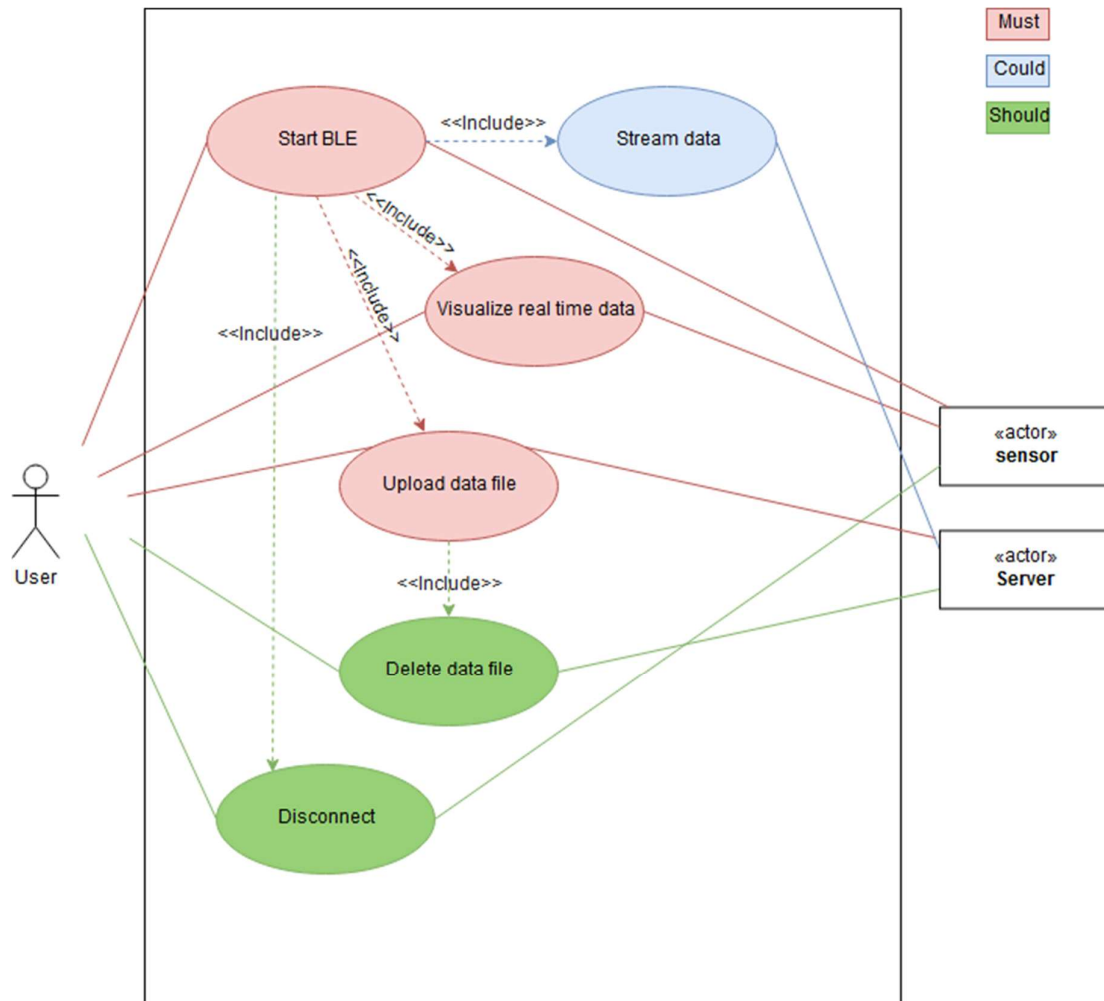 Must
Could
Should
Start BLE
<<Include>>
Stream data
<<Include>>
<<Include>>
<<Include>>
Visualize real time data
Upload data file
<<Include>>
Delete data file
Disconnect
User
«actor»
sensor
«actor»
Server